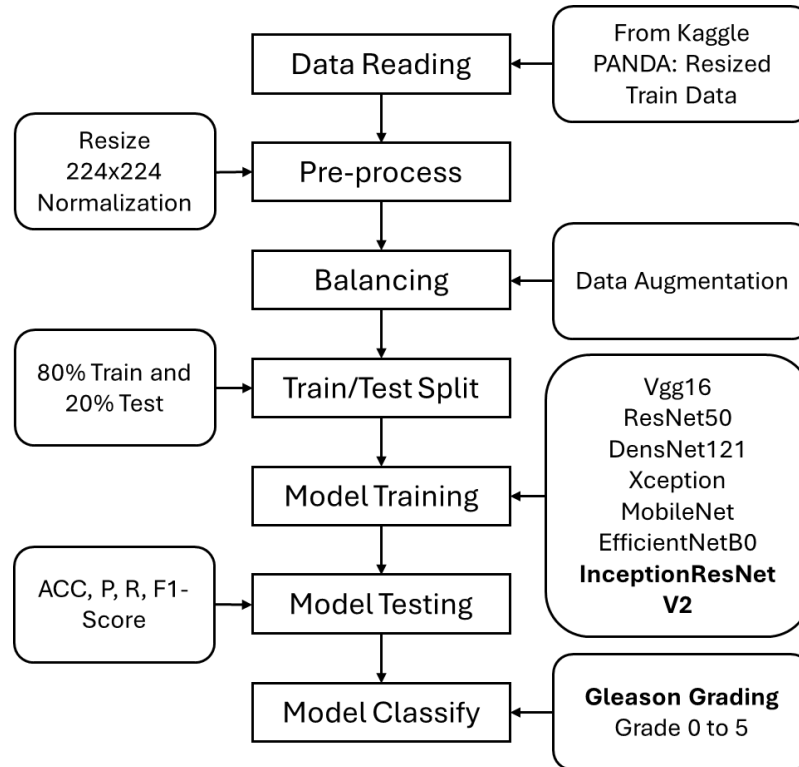 Data Reading
From Kaggle
PANDA: Resized
Train Data
Resize
224x224
Normalization
Pre-process
Balancing
Data Augmentation
80% Train and
20% Test
Train/Test Split
Vgg16
ResNet50
DensNet121
Xception
MobileNet
EfficientNetB0
InceptionResNet
V2
Model Training
ACC, P, R, F1-
Score
Model Testing
Model Classify
Gleason Grading
Grade 0 to 5